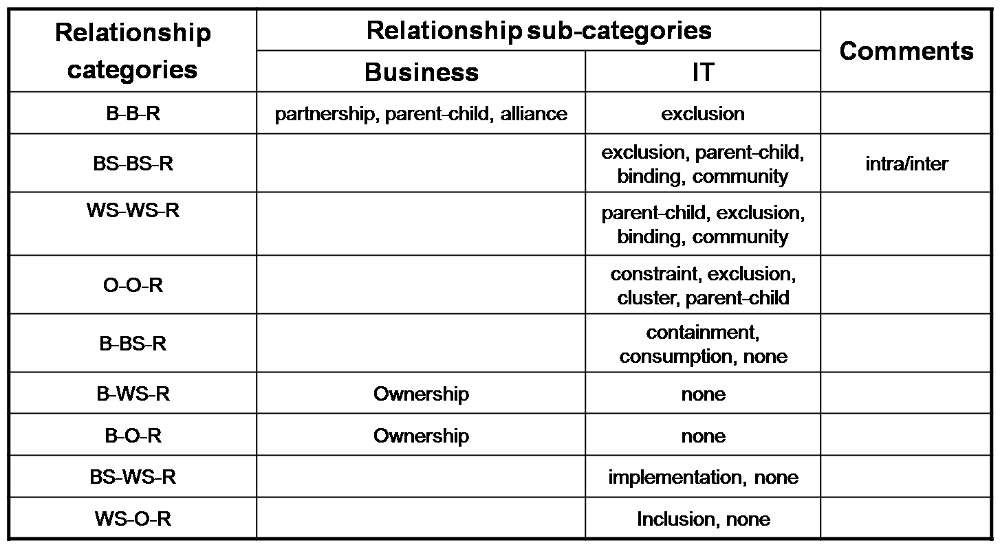 Relationship categories
Relationship sub-categories
Comments
Business
IT
B-B-R
partnership, parent-child, alliance
exclusion
BS-BS-R
exclusion, parent-child,
binding, community
intra/inter
WS-WS-R
parent-child, exclusion,
binding, community
O-O-R
constraint, exclusion,
cluster, parent-child
B-BS-R
containment,
consumption, none
B-WS-R
Ownership
none
B-O-R
Ownership
none
BS-WS-R
implementation, none
WS-O-R
Inclusion, none